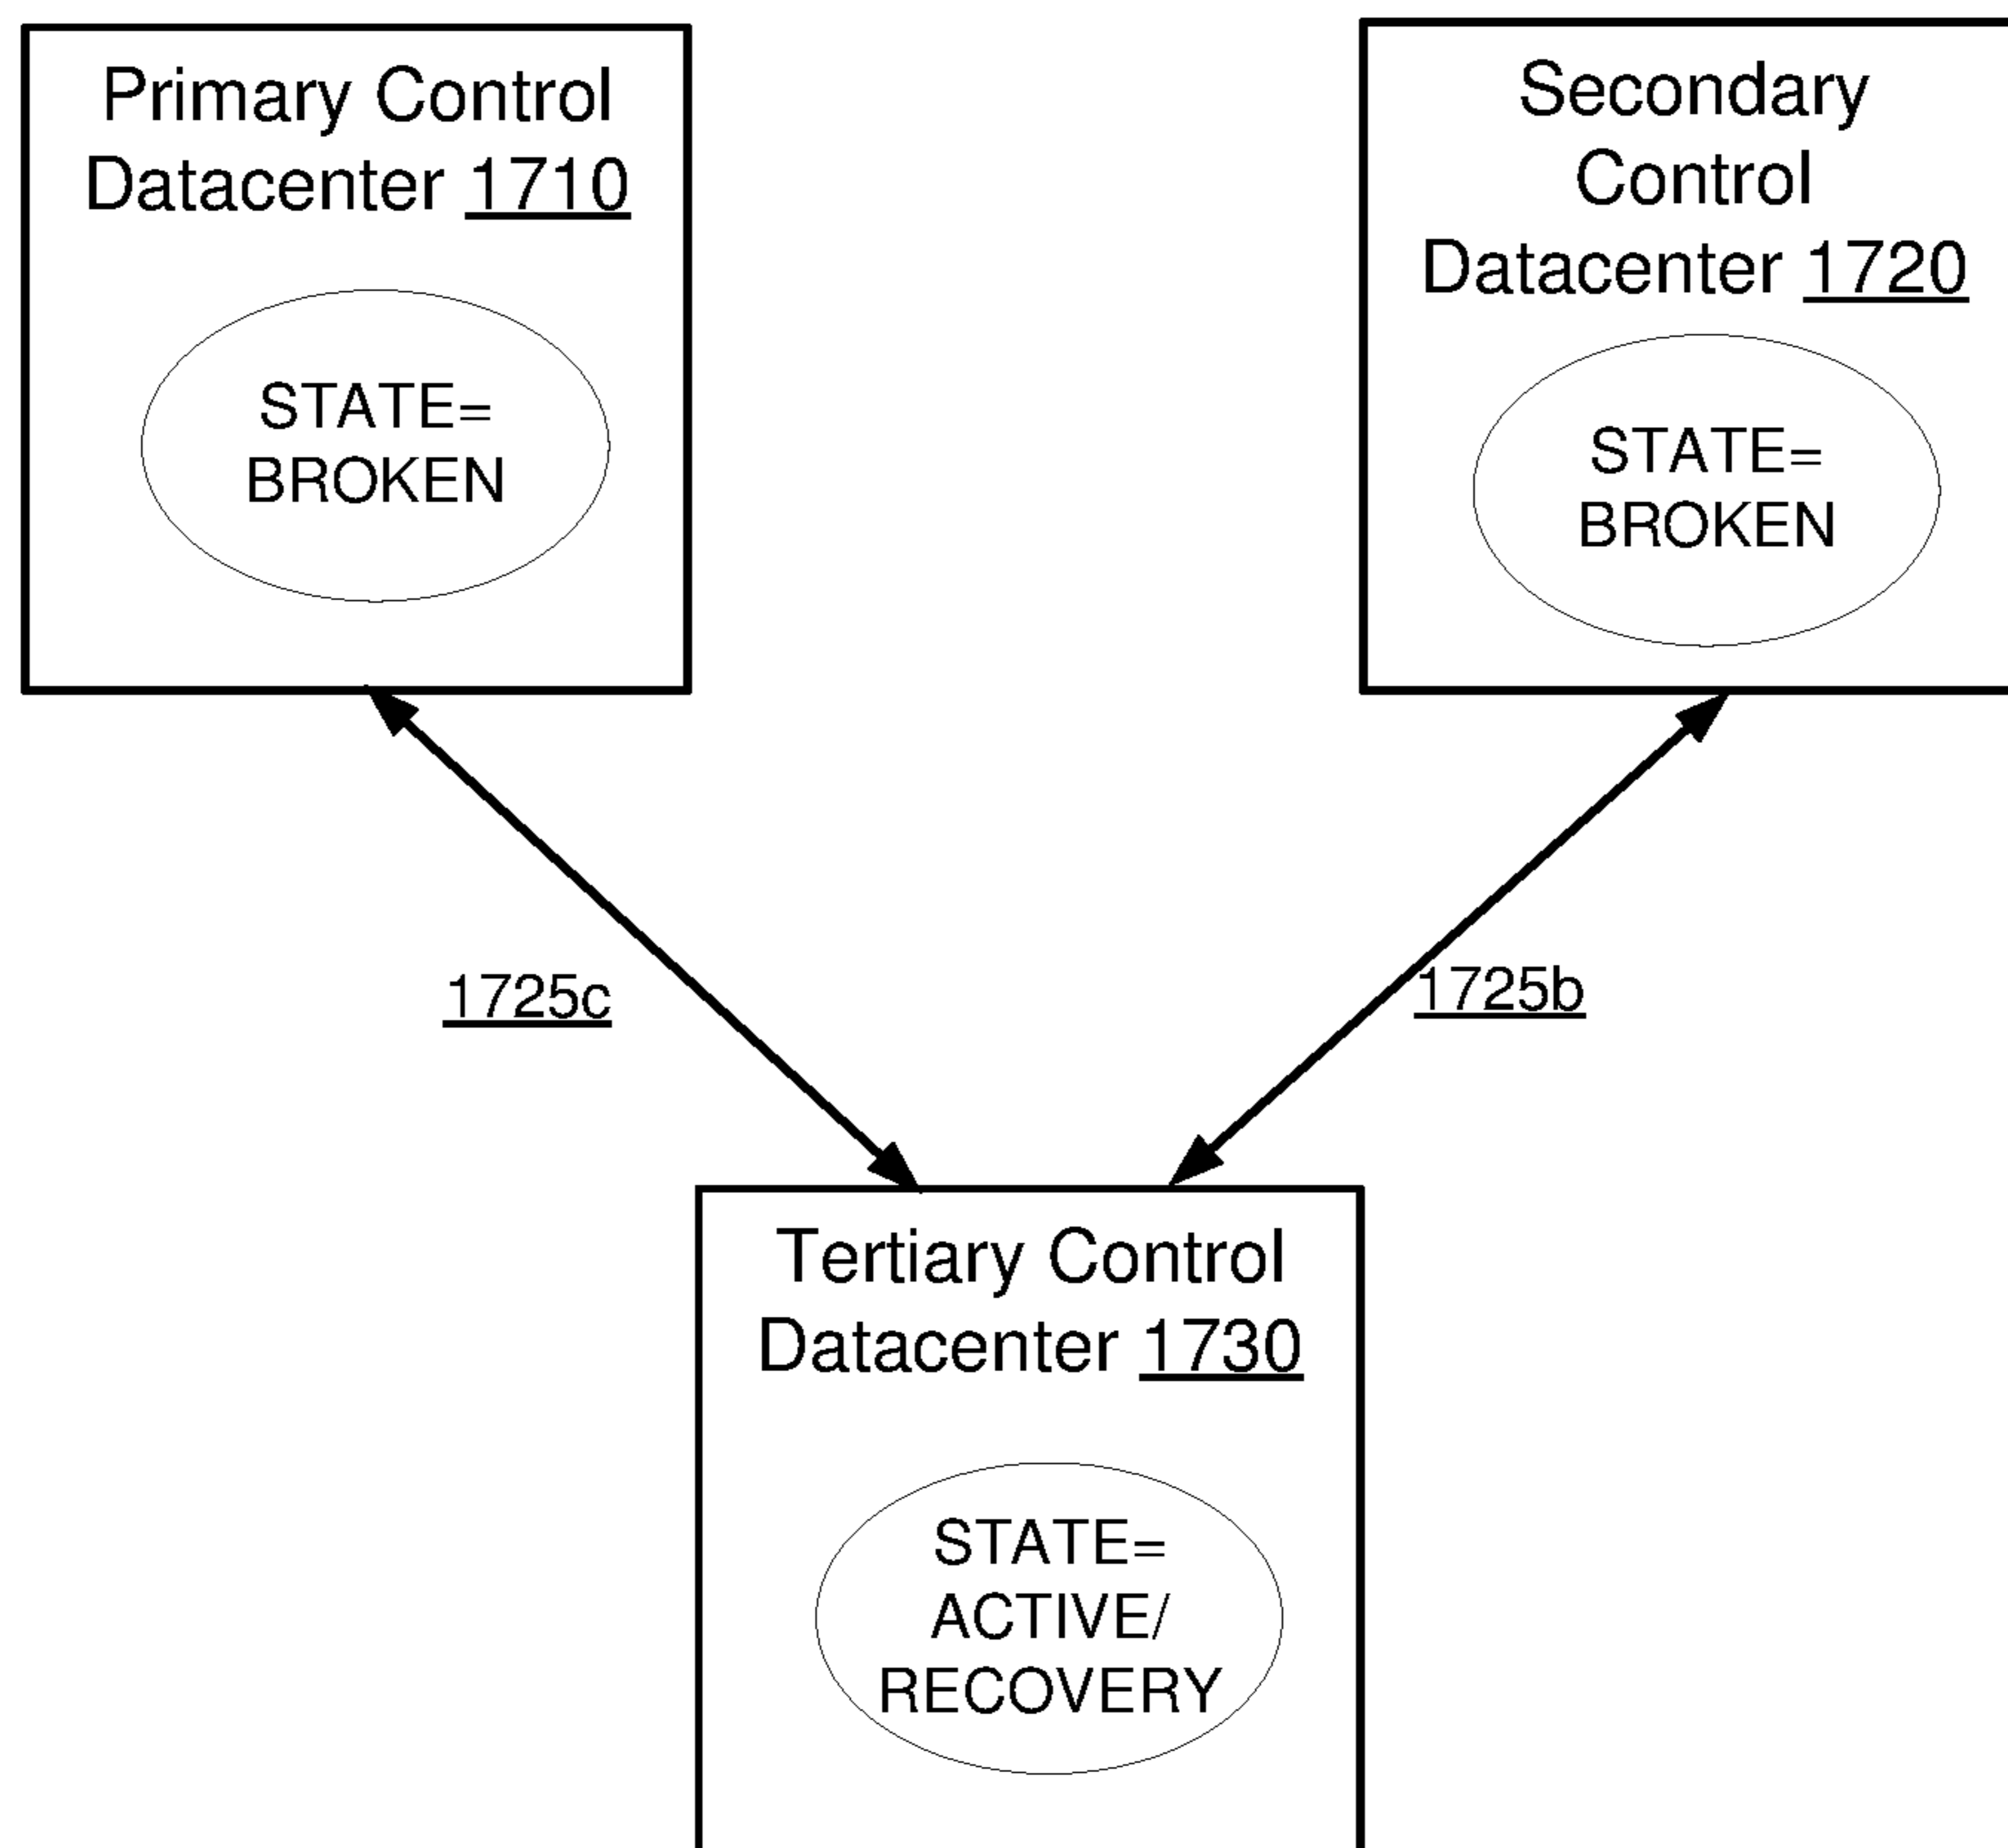 Primary Control
Datacenter 1710
STATE=
BROKEN
Secondary
Control
Datacenter 1720
STATE=
BROKEN
1725c
1725b
Tertiary Control
Datacenter 1730
STATE=
ACTIVE/
RECOVERY